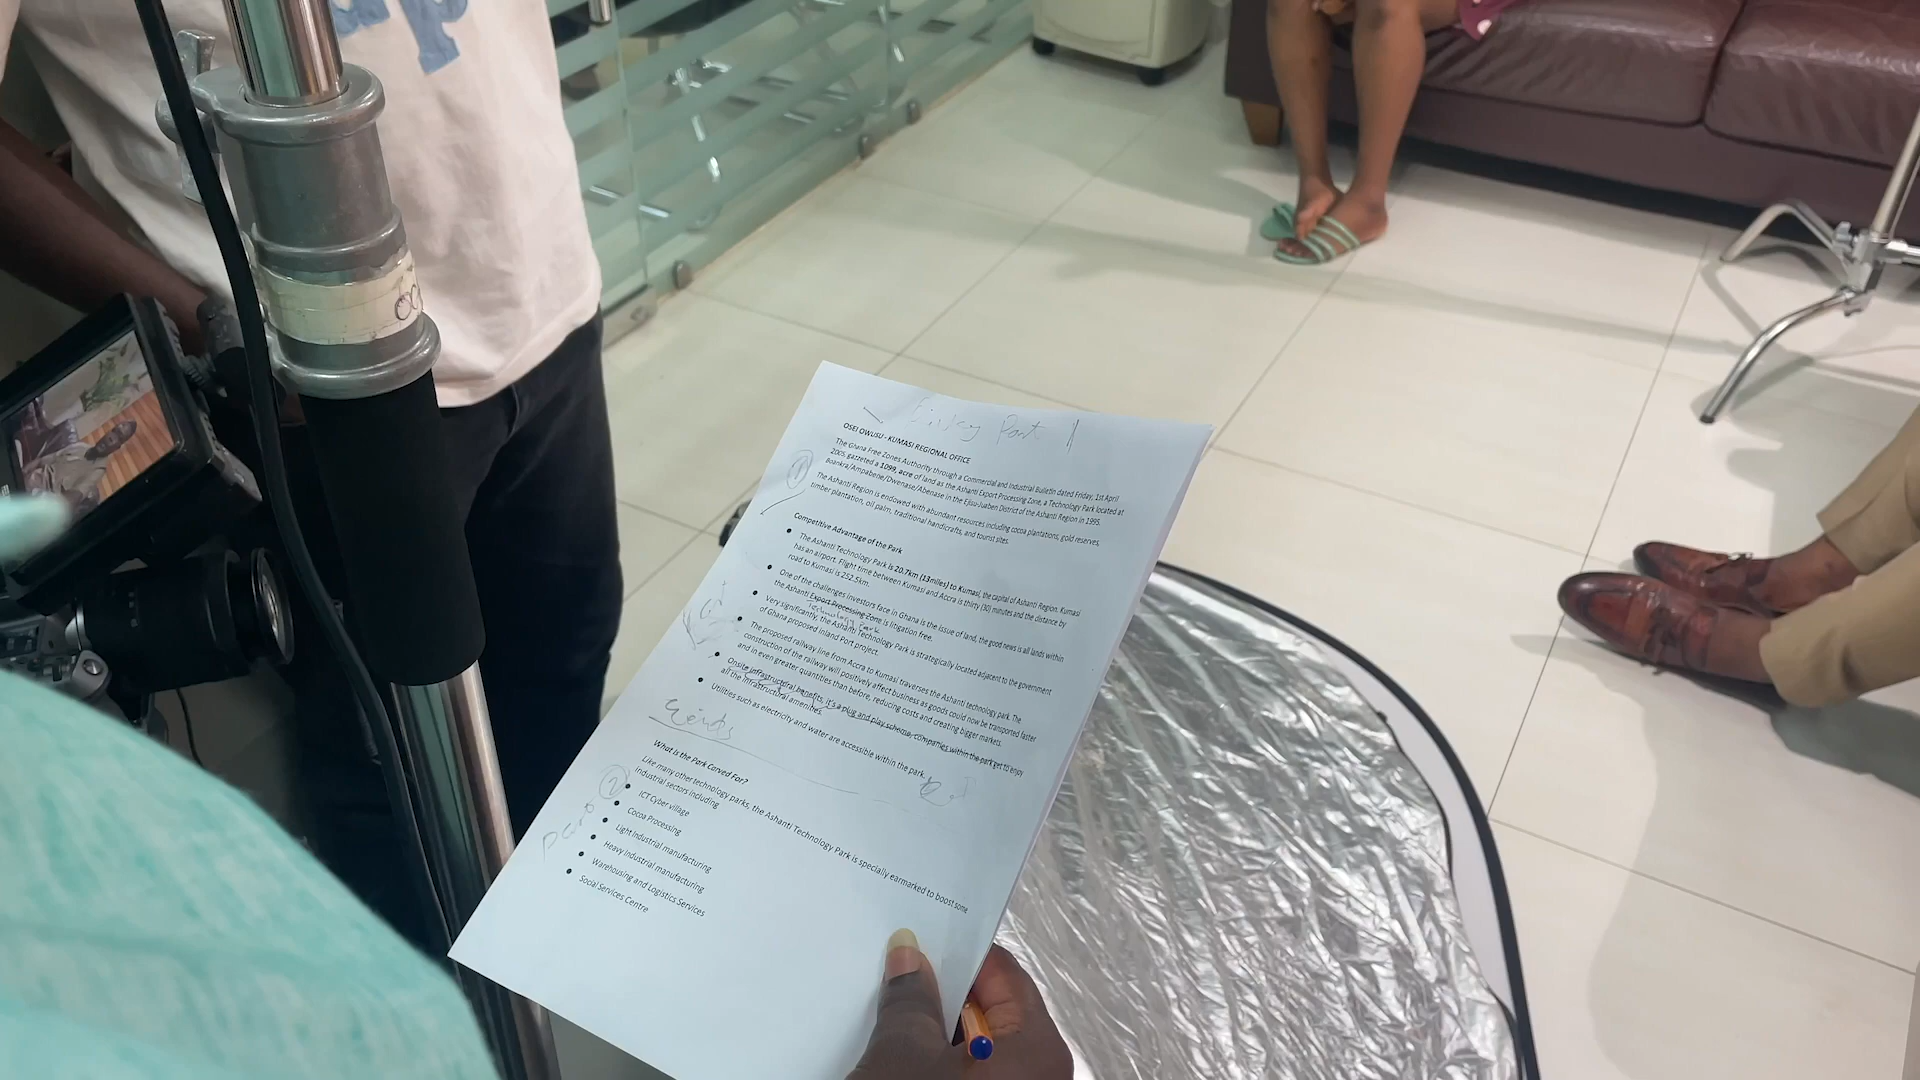 Part 1
OSEI OWUSU - KUMASI REGIONAL OFFICE
The Ghana Free Zones Authority through a Commercial and Industrial Bulletin dated Friday, 1st April
2005, gazzeted a 1099, acre of land as the Ashanti Export Processing Zone, a Technology Park located at
Boankra/Ampabene/Dwenase/Abenase in the Ejisu-Juaben District of the Ashanti Region in 1995.
1
The Ashanti Region is endowed with abundant resources including cocoa plantations, gold reserves,
timber plantation, oil palm, traditional handicrafts, and tourist sites.
Competitive Advantage of the Park
• The Ashanti Technology Park is 20.7km (13miles) to Kumasi, the capital of Ashanti Region. Kumasi
has an airport. Flight time between Kumasi and Accra is thirty (30) minutes and the distance by
road to Kumasi is 252.5km.
• One of the challenges investors face in Ghana is the issue of land, the good news is all lands within
the Ashanti Export Processing Zone is litigation free.
Technology Park
• Very significantly, the Ashanti Technology Park is strategically located adjacent to the government
of Ghana proposed Inland Port project.
• The proposed railway line from Accra to Kumasi traverses the Ashanti technology park. The
construction of the railway will positively affect business as goods could now be transported faster
and in even greater quantities than before, reducing costs and creating bigger markets.
• Onsite infrastructural benefits, it's a plug and play scheme, companies within the park get to enjoy
all the infrastructural amenities.
• Utilities such as electricity and water are accessible within the park.
What is the Park Carved For?
2
Like many other technology parks, the Ashanti Technology Park is specially earmarked to boost some
industrial sectors including
• ICT Cyber village
• Cocoa Processing
• Light Industrial manufacturing
• Heavy Industrial manufacturing
• Warehousing and Logistics Services
• Social Services Centre